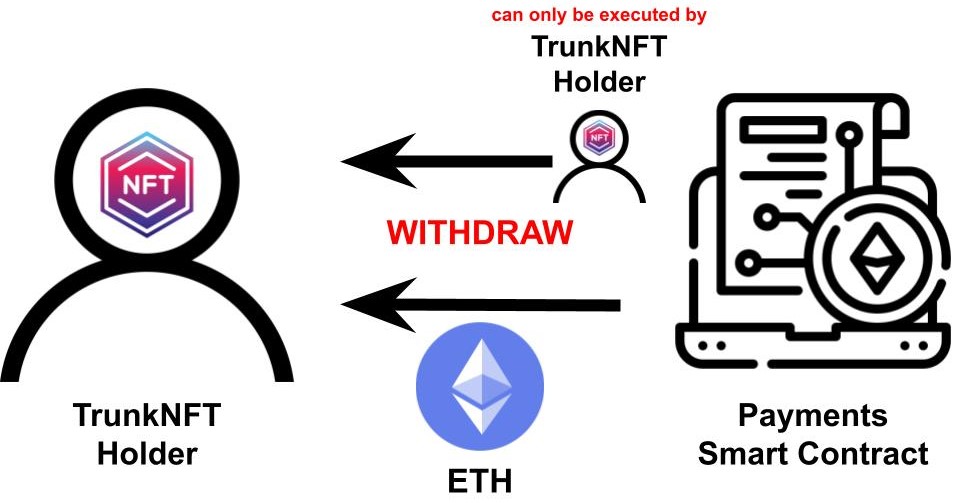 can only be executed by
TrunkNFT
Holder
NFT
NFT
WITHDRAW
TrunkNFT
Holder
ETH
Payments
Smart Contract